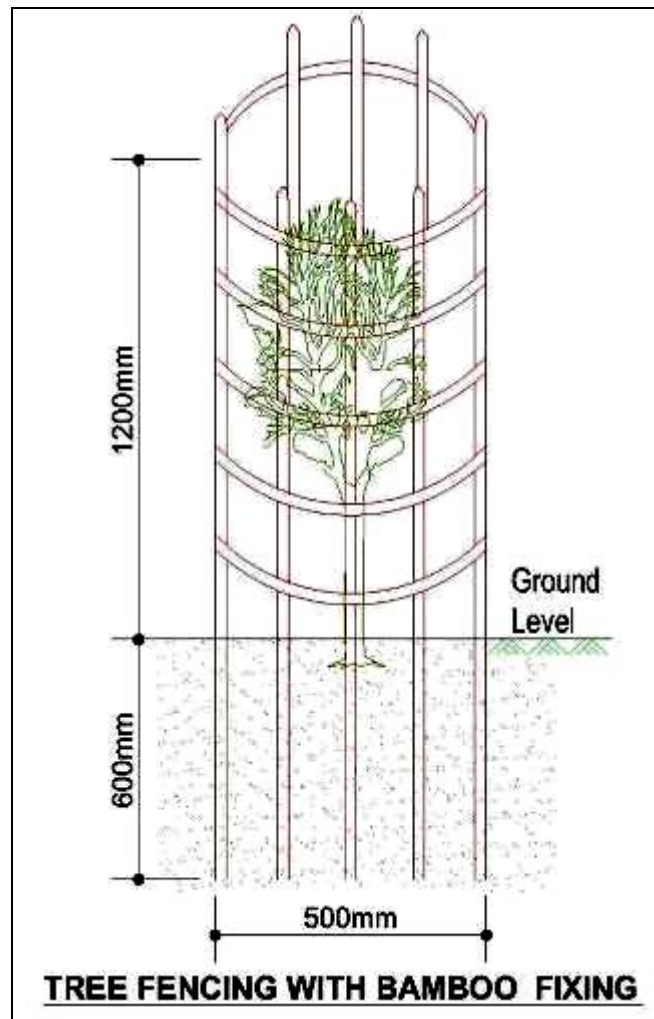 1200mm
Ground
Level
600mm
500mm
TREE FENCING WITH BAMBOO FIXING